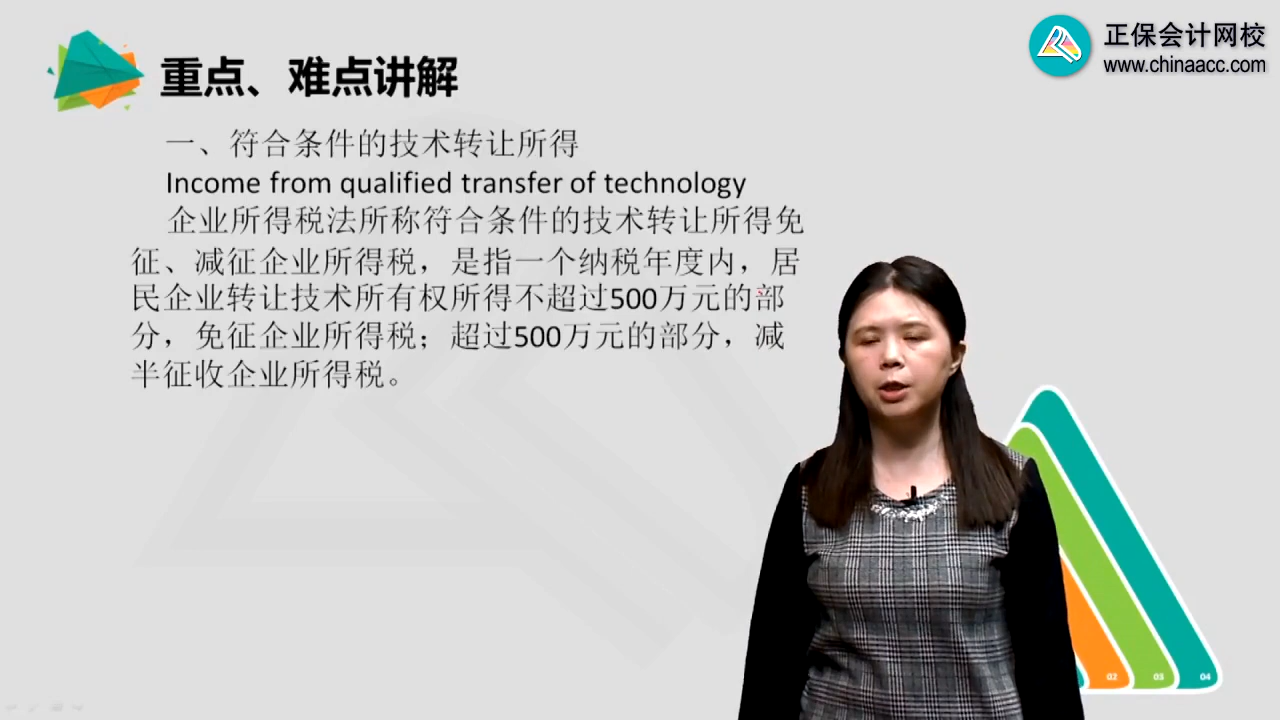 正保会计网校
www.chinaacc.com
重点、难点讲解
一、符合条件的技术转让所得
Income from qualified transfer of technology
企业所得税法所称符合条件的技术转让所得免
征、减征企业所得税，是指一个纳税年度内，居
民企业转让技术所有权所得不超过500万元的部
分，免征企业所得税；超过500万元的部分，减
半征收企业所得税。
02 03 04